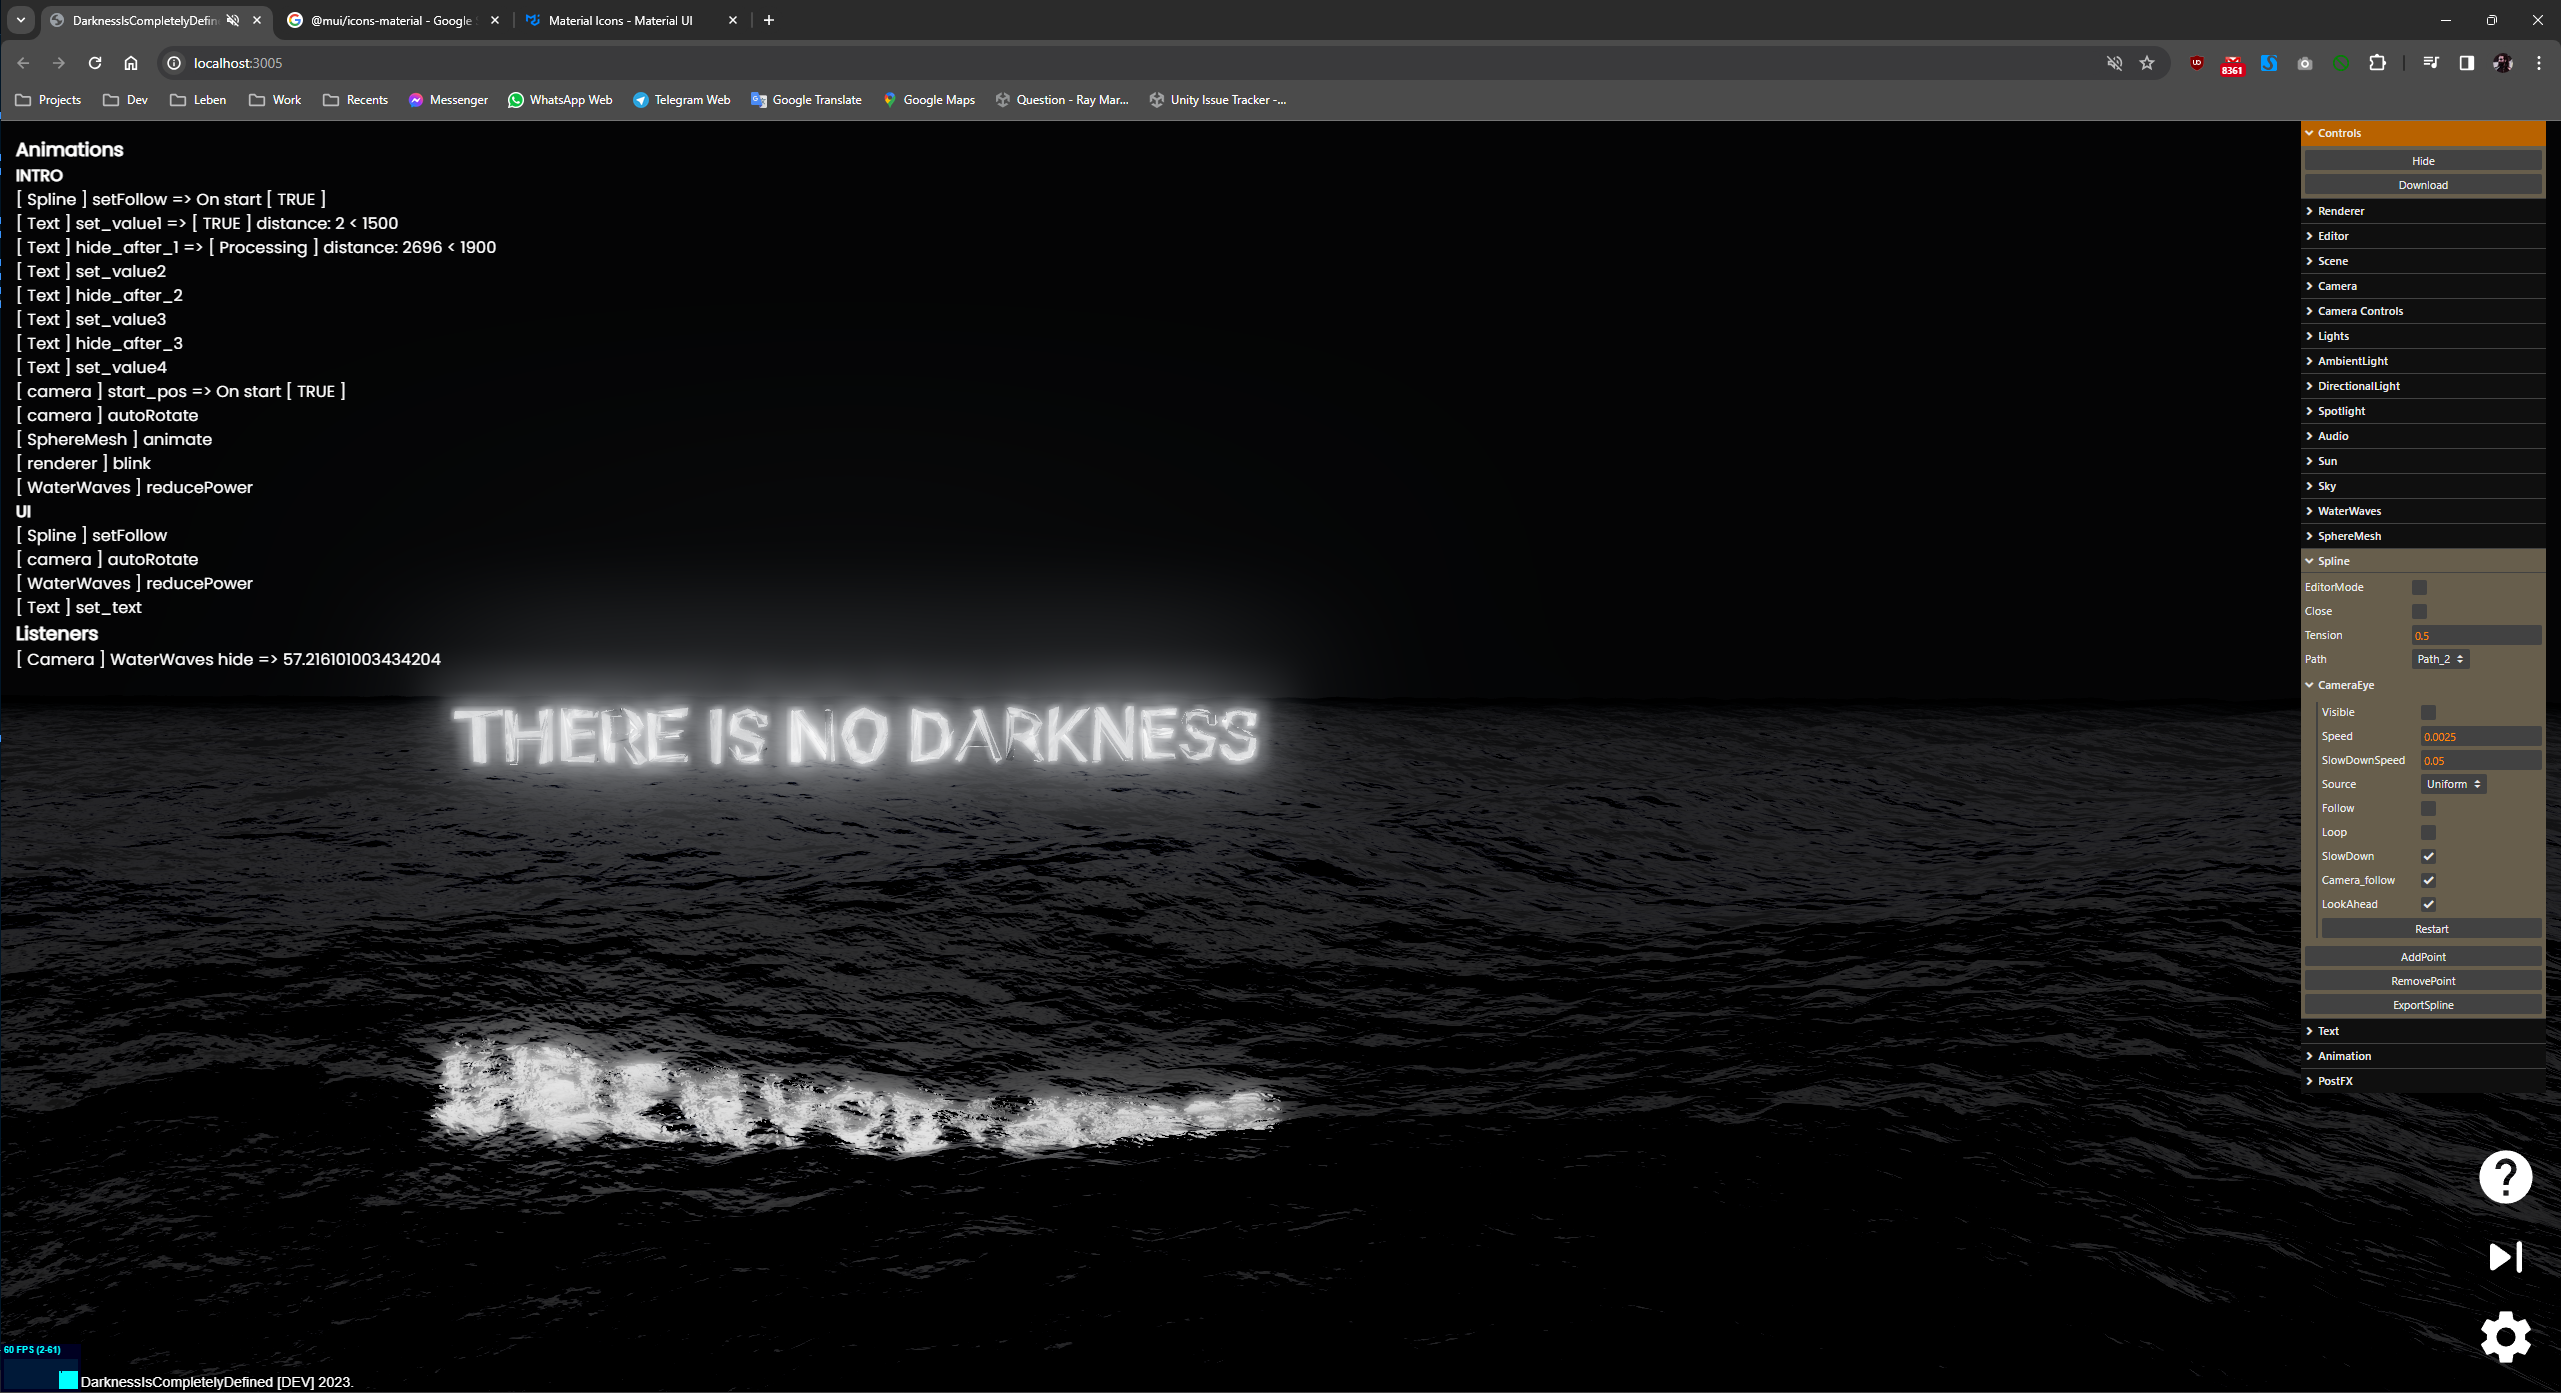 DarknessIsCompletelyDefin
@mui/icons-material - Google
Material Icons - Material UI
localhost:3005
8361
Projects
Dev
Leben
Work
Recents
Messenger
WhatsApp Web
Telegram Web
Google Translate
Google Maps
Question - Ray Mar...
Unity Issue Tracker -...
Animations
INTRO
[ Spline ] setFollow => On start [ TRUE ]
[ Text ] set_value1 => [ TRUE ] distance: 2 < 1500
[ Text ] hide_after_1 => [ Processing ] distance: 2696 < 1900
[ Text ] set_value2
[ Text ] hide_after_2
[ Text ] set_value3
[ Text ] hide_after_3
[ Text ] set_value4
[ camera ] start_pos => On start [ TRUE ]
[ camera ] autoRotate
[ SphereMesh ] animate
[ renderer ] blink
[ WaterWaves ] reducePower
UI
[ Spline ] setFollow
[ camera ] autoRotate
[ WaterWaves ] reducePower
[ Text ] set_text
Listeners
[ Camera ] WaterWaves hide => 57.216101003434204
THERE IS NO DARKNESS
Controls
Hide
Download
Renderer
Editor
Scene
Camera
Camera Controls
Lights
AmbientLight
DirectionalLight
Spotlight
Audio
Sun
Sky
WaterWaves
SphereMesh
Spline
EditorMode
Close
Tension 0.5
Path Path_2
CameraEye
Visible
Speed 0.0025
SlowDownSpeed 0.05
Source Uniform
Follow
Loop
SlowDown
Camera_follow
LookAhead
Restart
AddPoint
RemovePoint
ExportSpline
Text
Animation
PostFX
60 FPS (2-61)
DarknessIsCompletelyDefined [DEV] 2023.